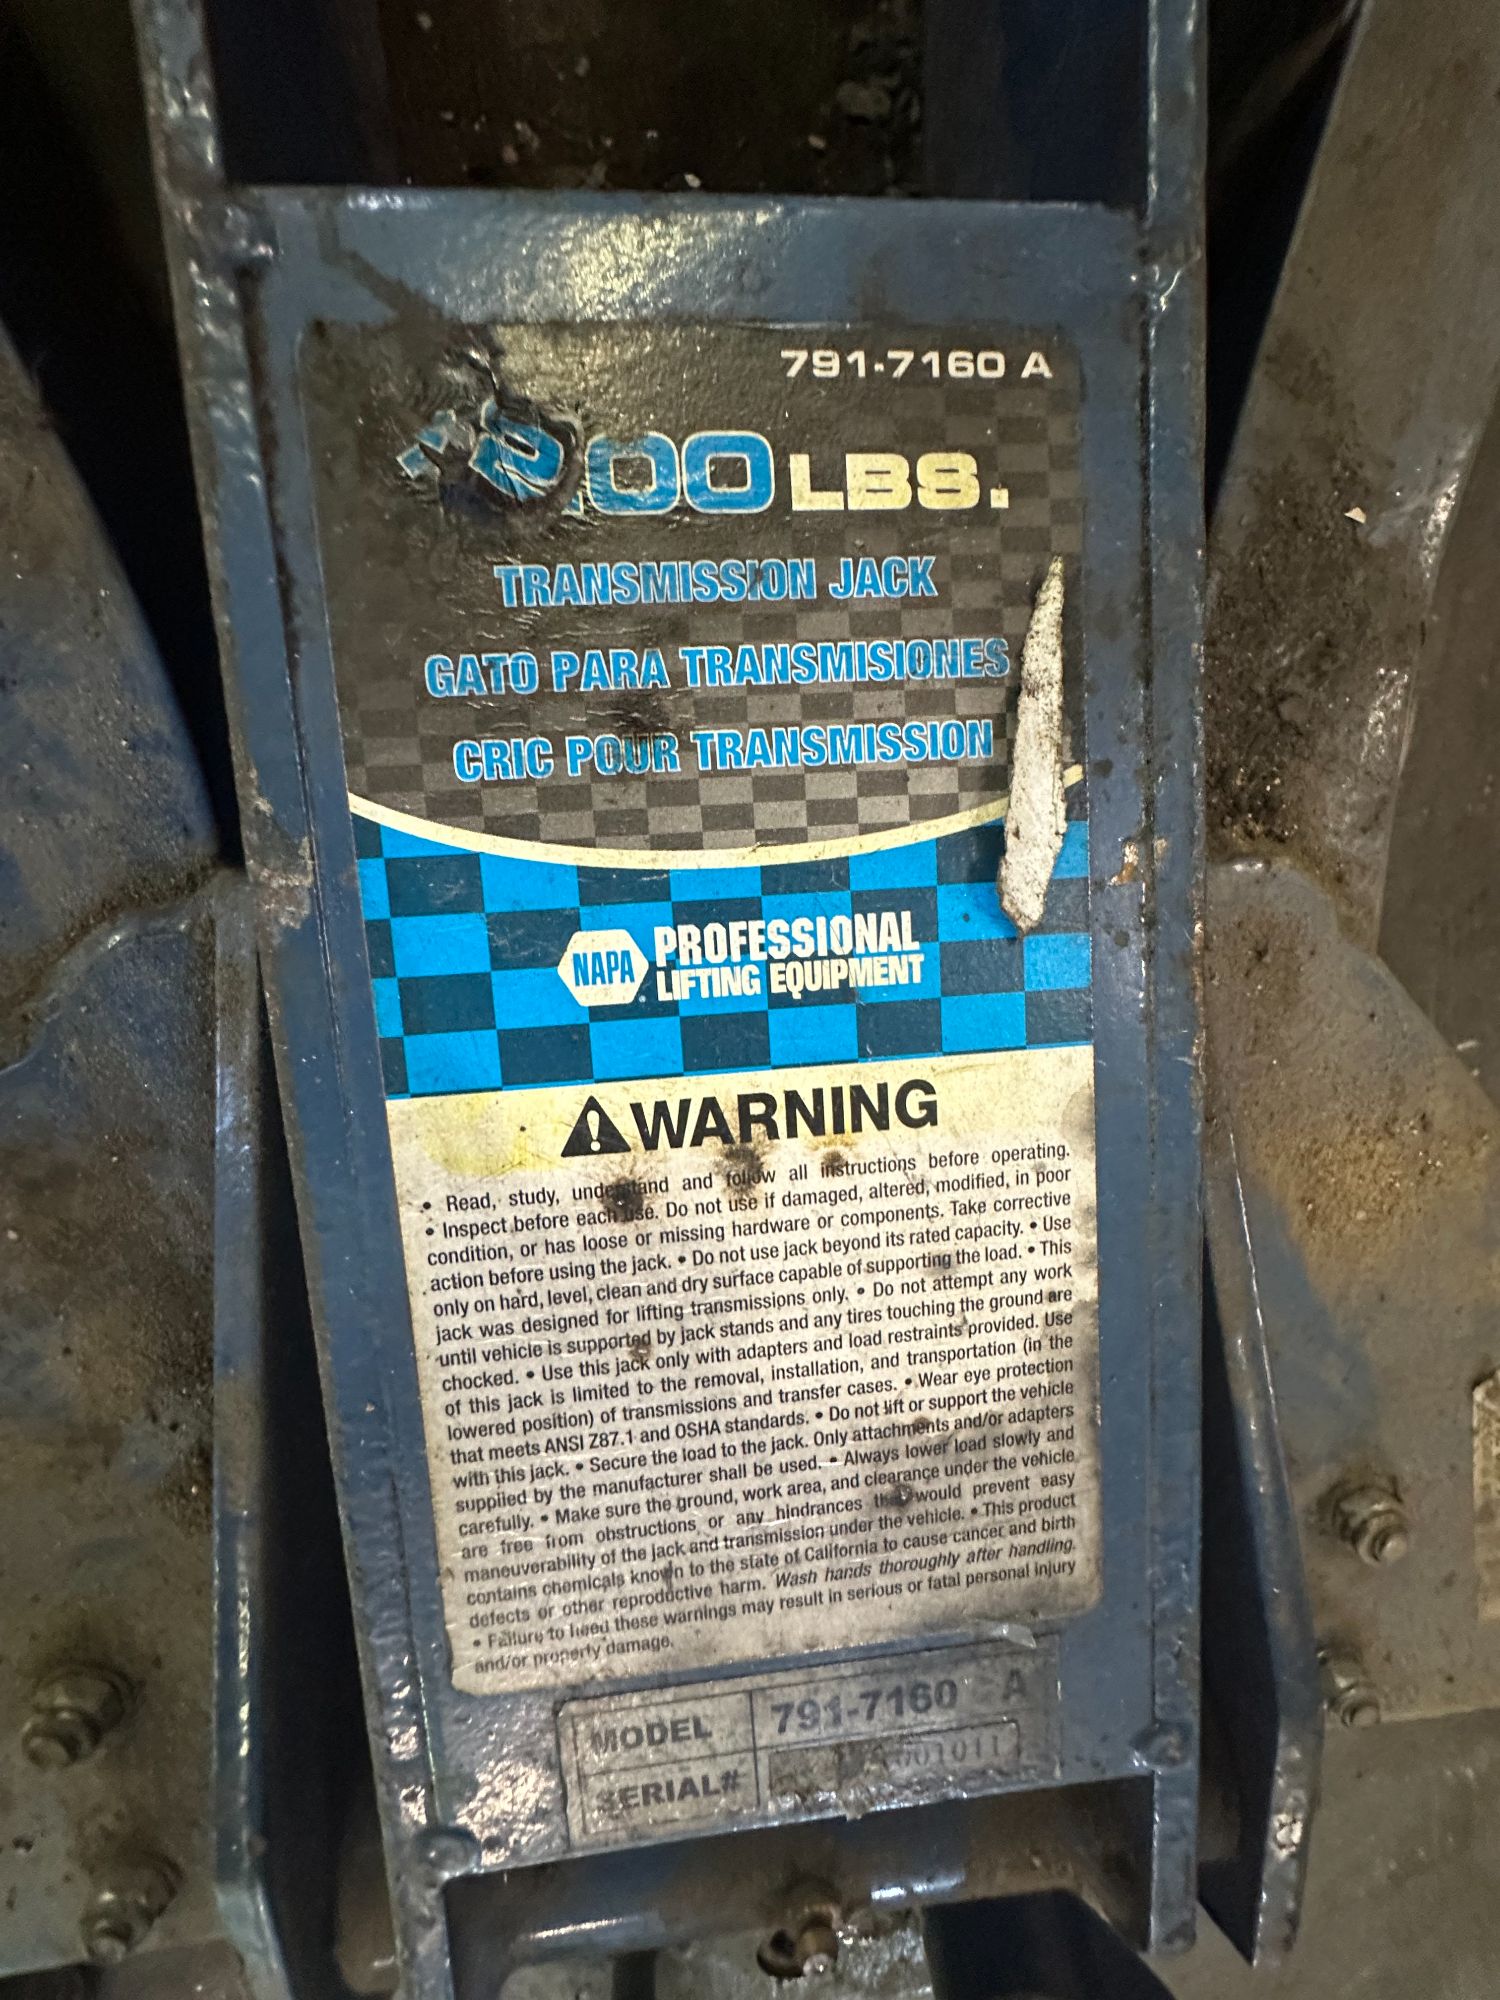 791-7160 A
00 LBS.
TRANSMISSION JACK
GATO PARA TRANSMISIONES
CRIC POUR TRANSMISSION
NAPA PROFESSIONAL
LIFTING EQUIPMENT
WARNING
• Read, study, understand and follow all instructions before operating.
• Inspect before each use. Do not use if damaged, altered, modified, in poor
condition, or has loose or missing hardware or components. Take corrective
action before using the jack. • Do not use jack beyond its rated capacity. • Use
only on hard, level, clean and dry surface capable of supporting the load. • This
jack was designed for lifting transmissions only. • Do not attempt any work
until vehicle is supported by jack stands and any tires touching the ground are
chocked. • Use this jack only with adapters and load restraints provided. Use
of this jack is limited to the removal, installation, and transportation (in the
lowered position) of transmissions and transfer cases. • Wear eye protection
that meets ANSI Z87.1 and OSHA standards. • Do not lift or support the vehicle
with this jack. • Secure the load to the jack. Only attachments and/or adapters
supplied by the manufacturer shall be used. • Always lower load slowly and
carefully. • Make sure the ground, work area, and clearance under the vehicle
are free from obstructions or any hindrances that would prevent easy
maneuverability of the jack and transmission under the vehicle. • This product
contains chemicals known to the state of California to cause cancer and birth
defects or other reproductive harm. Wash hands thoroughly after handling.
• Failure to heed these warnings may result in serious or fatal personal injury
and/or property damage.
MODEL 791-7160 A
SERIAL#